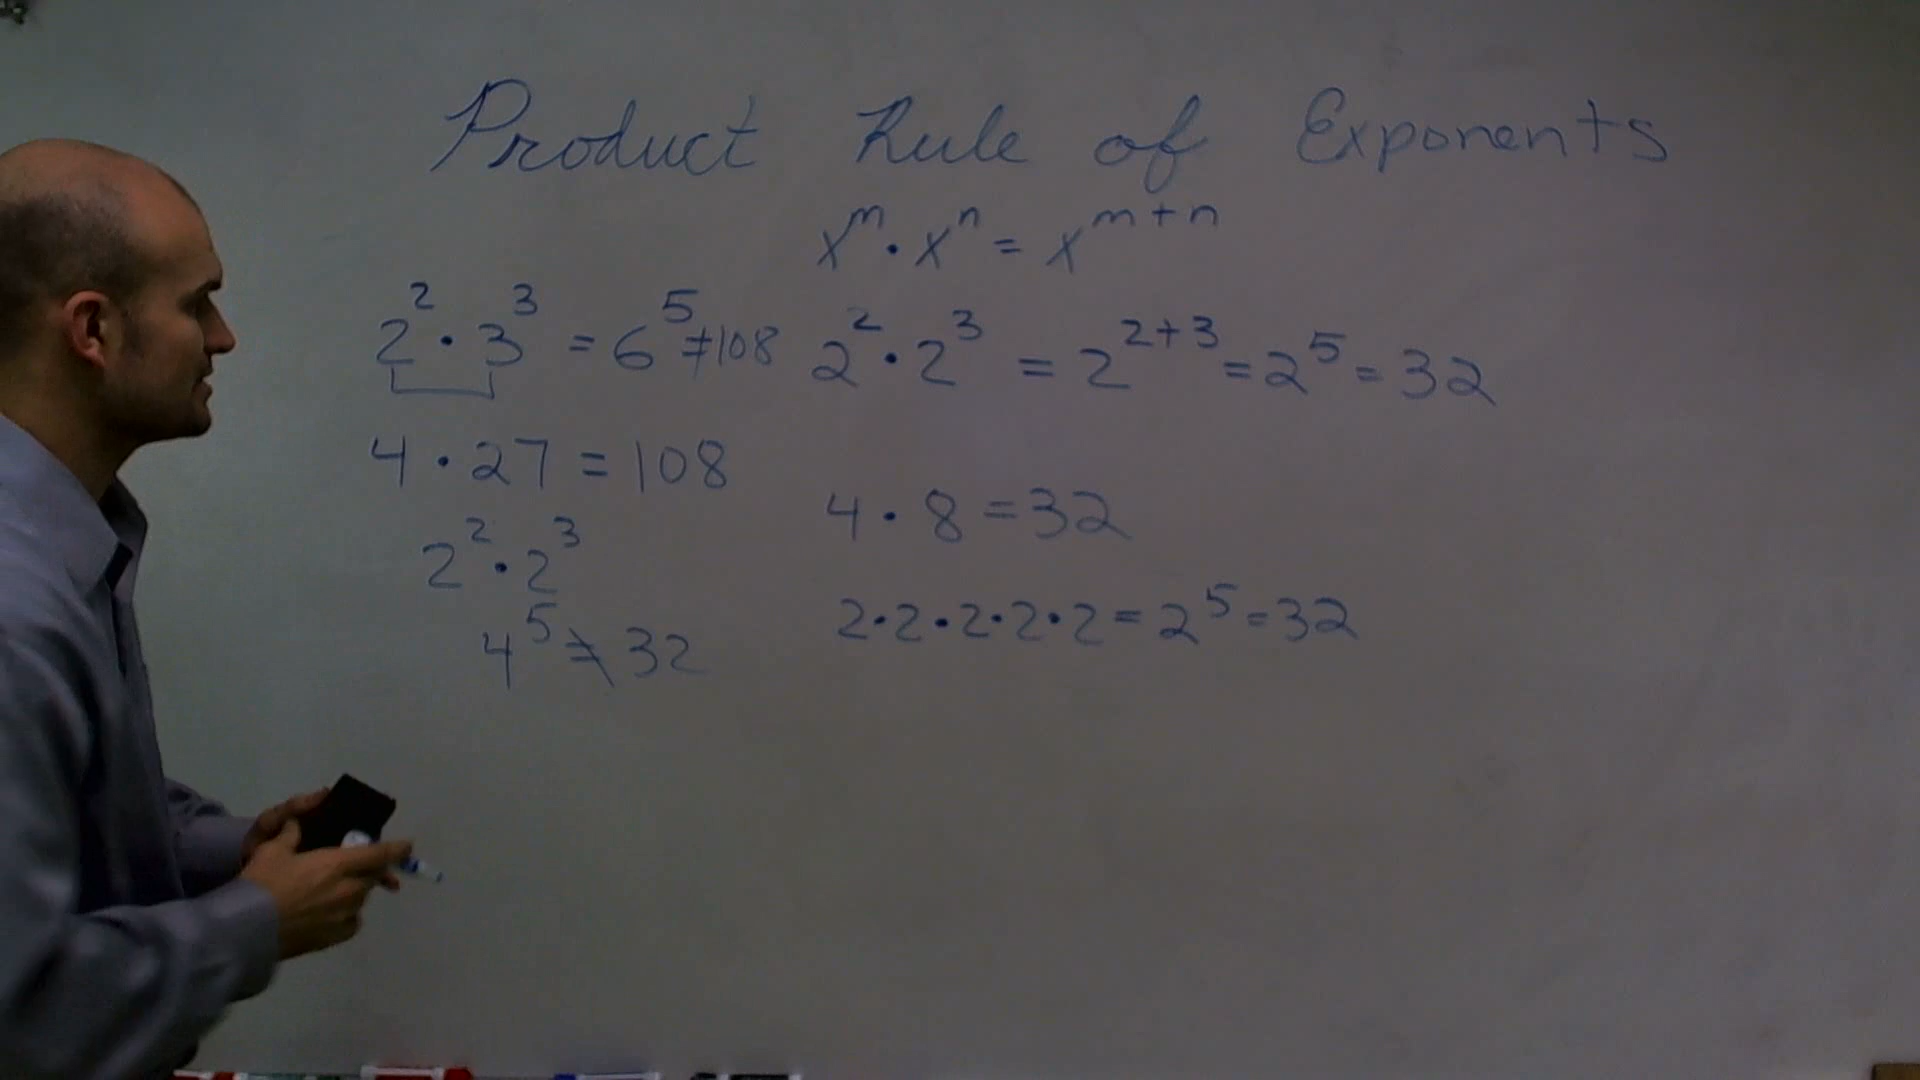 Product Rule of Exponents
x^m · x^n = x^(m+n)
2^2 · 3^3 = 6^5 ≠ 108
4 · 27 = 108
2^2 · 2^3
4^5 ≠ 32
2^2 · 2^3 = 2^(2+3) = 2^5 = 32
4 · 8 = 32
2·2·2·2·2 = 2^5 = 32